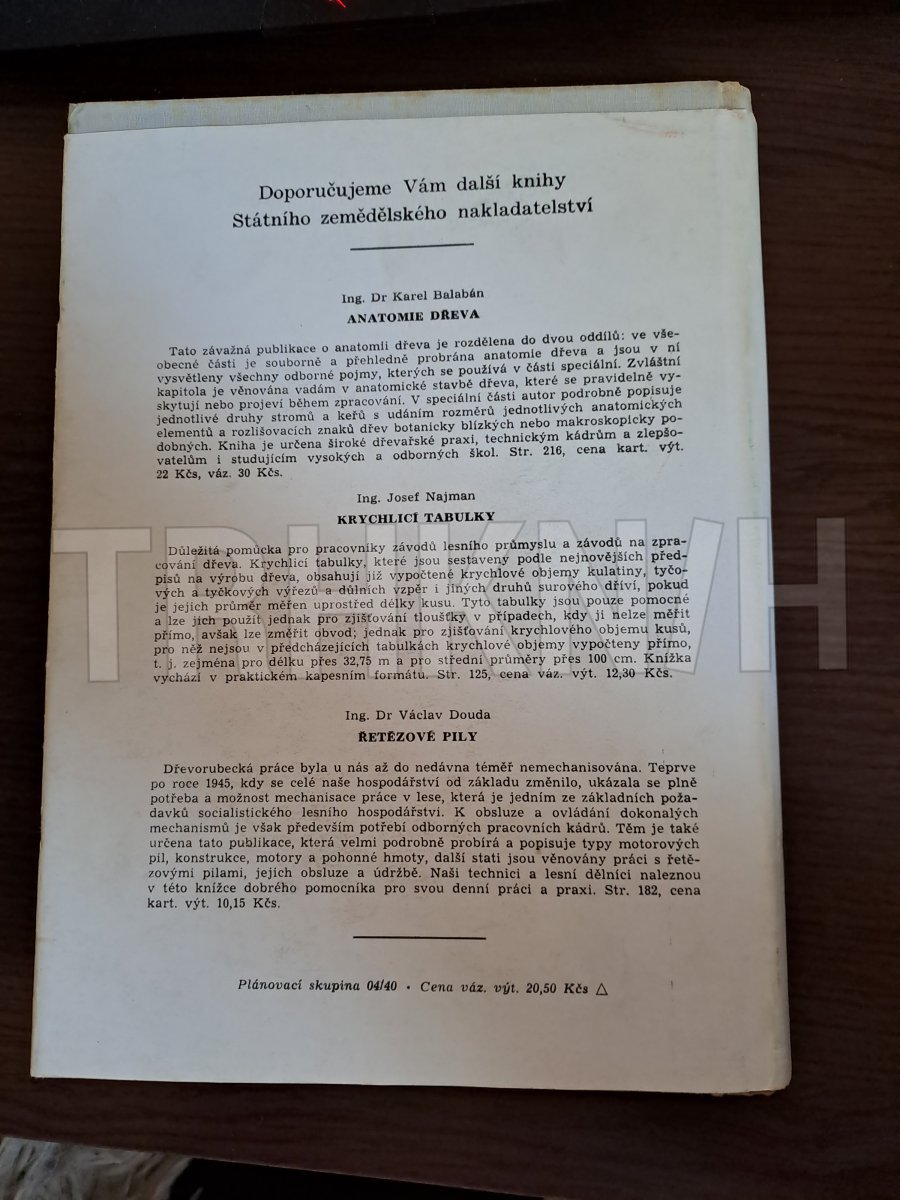 Doporučujeme Vám další knihy
Státního zemědělského nakladatelství
Ing. Dr Karel Balabán
ANATOMIE DŘEVA
Tato závažná publikace o anatomii dřeva je rozdělena do dvou oddílů: ve vše-
obecné části je souborně a přehledně probrána anatomie dřeva a jsou v ní
vysvětleny všechny odborné pojmy, kterých se používá v části speciální. Zvláštní
kapitola je věnována vadám v anatomické stavbě dřeva, které se pravidelně vy-
skytují nebo projeví během zpracování. V speciální části autor podrobně popisuje
jednotlivé druhy stromů a keřů s udáním rozměrů jednotlivých anatomických
elementů a rozlišovacích znaků dřev botanicky blízkých nebo makroskopicky po-
dobných. Kniha je určena široké dřevařské praxi, technickým kádrům a zlepšo-
vatelům i studujícím vysokých a odborných škol. Str. 216, cena kart. výt.
22 Kčs, váz. 30 Kčs.
Ing. Josef Najman
KRYCHLICÍ TABULKY
Důležitá pomůcka pro pracovníky závodů lesního průmyslu a závodů na zpra-
cování dřeva. Krychlicí tabulky, které jsou sestaveny podle nejnovějších před-
pisů na výrobu dřeva, obsahují již vypočtené krychlové objemy kulatiny, tyčo-
vých a tyčkových výřezů a důlních vzpěr i jiných druhů surového dříví, pokud
je jejich průměr měřen uprostřed délky kusu. Tyto tabulky jsou pouze pomocné
a lze jich použít jednak pro zjišťování tloušťky v případech, kdy ji nelze měřit
přímo, avšak lze změřit obvod; jednak pro zjišťování krychlového objemu kusů,
pro něž nejsou v předcházejících tabulkách krychlové objemy vypočteny přímo,
t. j. zejména pro délku přes 32,75 m a pro střední průměry přes 100 cm. Knížka
vychází v praktickém kapesním formátu. Str. 125, cena váz. výt. 12,30 Kčs.
Ing. Dr Václav Douda
ŘETĚZOVÉ PILY
Dřevorubecká práce byla u nás až do nedávna téměř nemechanisována. Teprve
po roce 1945, kdy se celé naše hospodářství od základu změnilo, ukázala se plně
potřeba a možnost mechanisace práce v lese, která je jedním ze základních poža-
davků socialistického lesního hospodářství. K obsluze a ovládání dokonalých
mechanismů je však především potřebí odborných pracovních kádrů. Těm je také
určena tato publikace, která velmi podrobně probírá a popisuje typy motorových
pil, konstrukce, motory a pohonné hmoty, další stati jsou věnovány práci s řetě-
zovými pilami, jejich obsluze a údržbě. Naši technici a lesní dělníci naleznou
v této knížce dobrého pomocníka pro svou denní práci a praxi. Str. 182, cena
kart. výt. 10,15 Kčs.
Plánovací skupina 04/40 • Cena váz. výt. 20,50 Kčs △
TRHKNIH